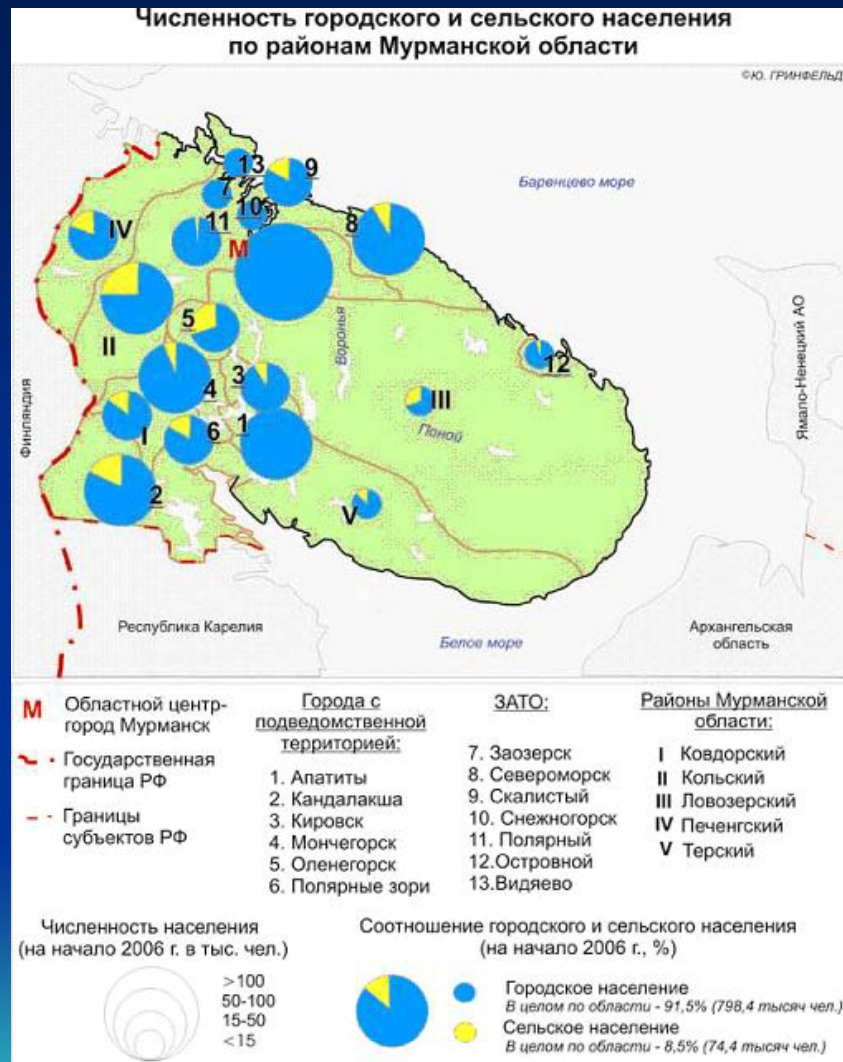 Численность городского и сельского населения
по районам Мурманской области
©Ю. ГРИНФЕЛЬД
Баренцево море
13
9
7
10
8
IV
11
М
Ямало-Ненецкий АО
5
Воронья
II
12
Финляндия
3
4
III
1
I
6
Поной
2
V
Республика Карелия
Белое море
Архангельская
область
М Областной центр-
город Мурманск
Государственная
граница РФ
Границы
субъектов РФ
Города с
подведомственной
территорией:
1. Апатиты
2. Кандалакша
3. Кировск
4. Мончегорск
5. Оленегорск
6. Полярные зори
ЗАТО:
7. Заозерск
8. Североморск
9. Скалистый
10. Снежногорск
11. Полярный
12.Островной
13.Видяево
Районы Мурманской
области:
I Ковдорский
II Кольский
III Ловозерский
IV Печенгский
V Терский
Численность населения
(на начало 2006 г. в тыс. чел.)
>100
50-100
15-50
<15
Соотношение городского и сельского населения
(на начало 2006 г., %)
Городское население
В целом по области - 91,5% (798,4 тысяч чел.)
Сельское население
В целом по области - 8,5% (74,4 тысяч чел.)